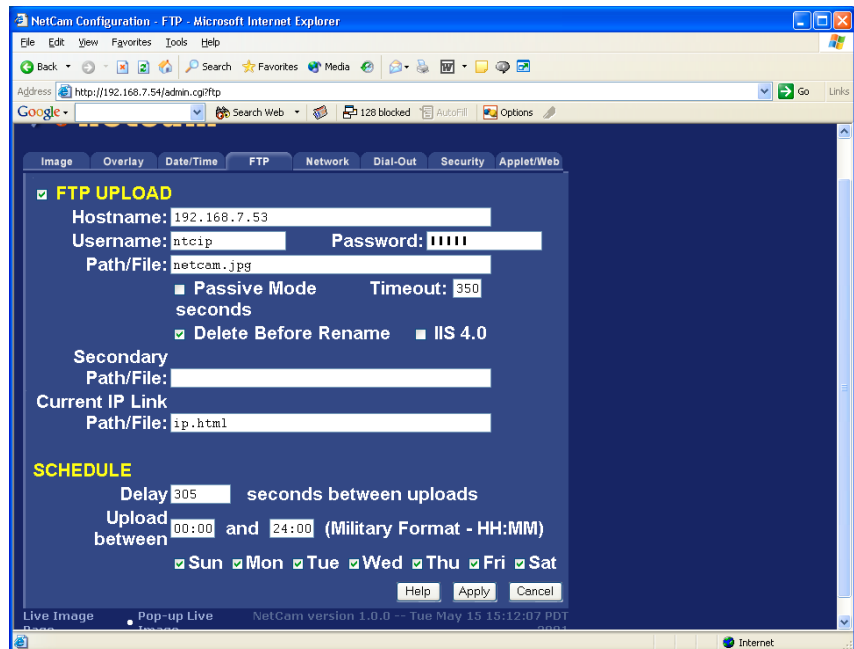 NetCam Configuration - FTP - Microsoft Internet Explorer
File Edit View Favorites Tools Help
Back Search Favorites Media
Address http://192.168.7.54/admin.cgi?ftp Go Links
Google Search Web 128 blocked AutoFill Options
Image Overlay Date/Time FTP Network Dial-Out Security Applet/Web
FTP UPLOAD
Hostname: 192.168.7.53
Username: ntcip Password:
Path/File: netcam.jpg
Passive Mode Timeout: 350
seconds
Delete Before Rename IIS 4.0
Secondary
Path/File:
Current IP Link
Path/File: ip.html
SCHEDULE
Delay 305 seconds between uploads
Upload
between 00:00 and 24:00 (Military Format - HH:MM)
Sun Mon Tue Wed Thu Fri Sat
Help Apply Cancel
Live Image Pop-up Live NetCam version 1.0.0 -- Tue May 15 15:12:07 PDT
Internet